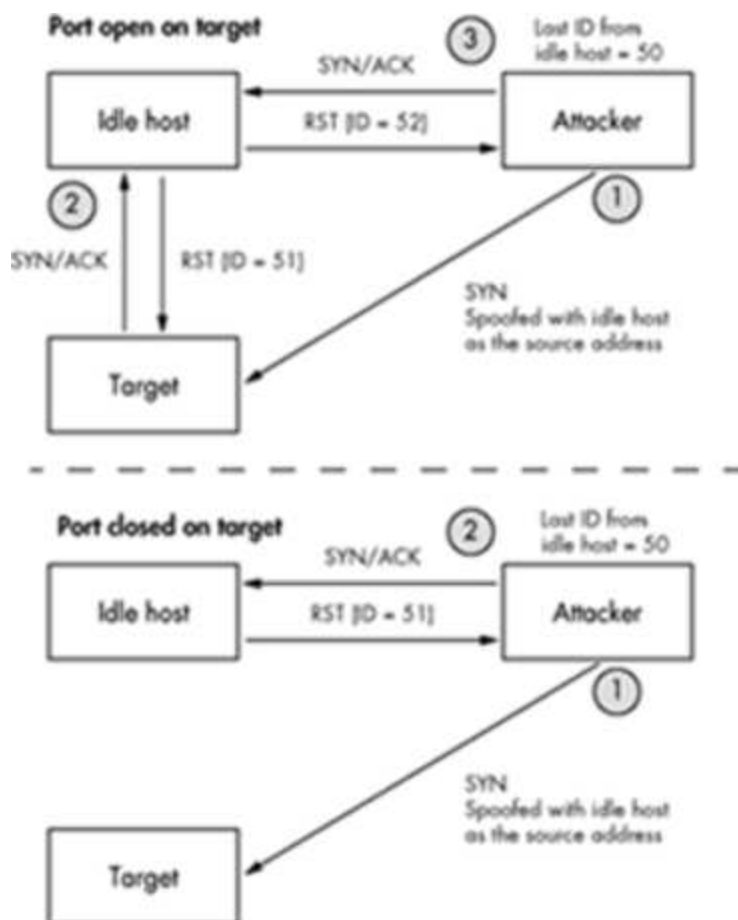 Port open on target
3
Last ID from
idle host = 50
SYN/ACK
Idle host
RST [ID = 52]
Attacker
2
1
SYN/ACK
RST [ID = 51]
SYN
Spoofed with idle host
as the source address
Target
Port closed on target
2
Last ID from
idle host = 50
SYN/ACK
Idle host
RST [ID = 51]
Attacker
1
SYN
Spoofed with idle host
as the source address
Target